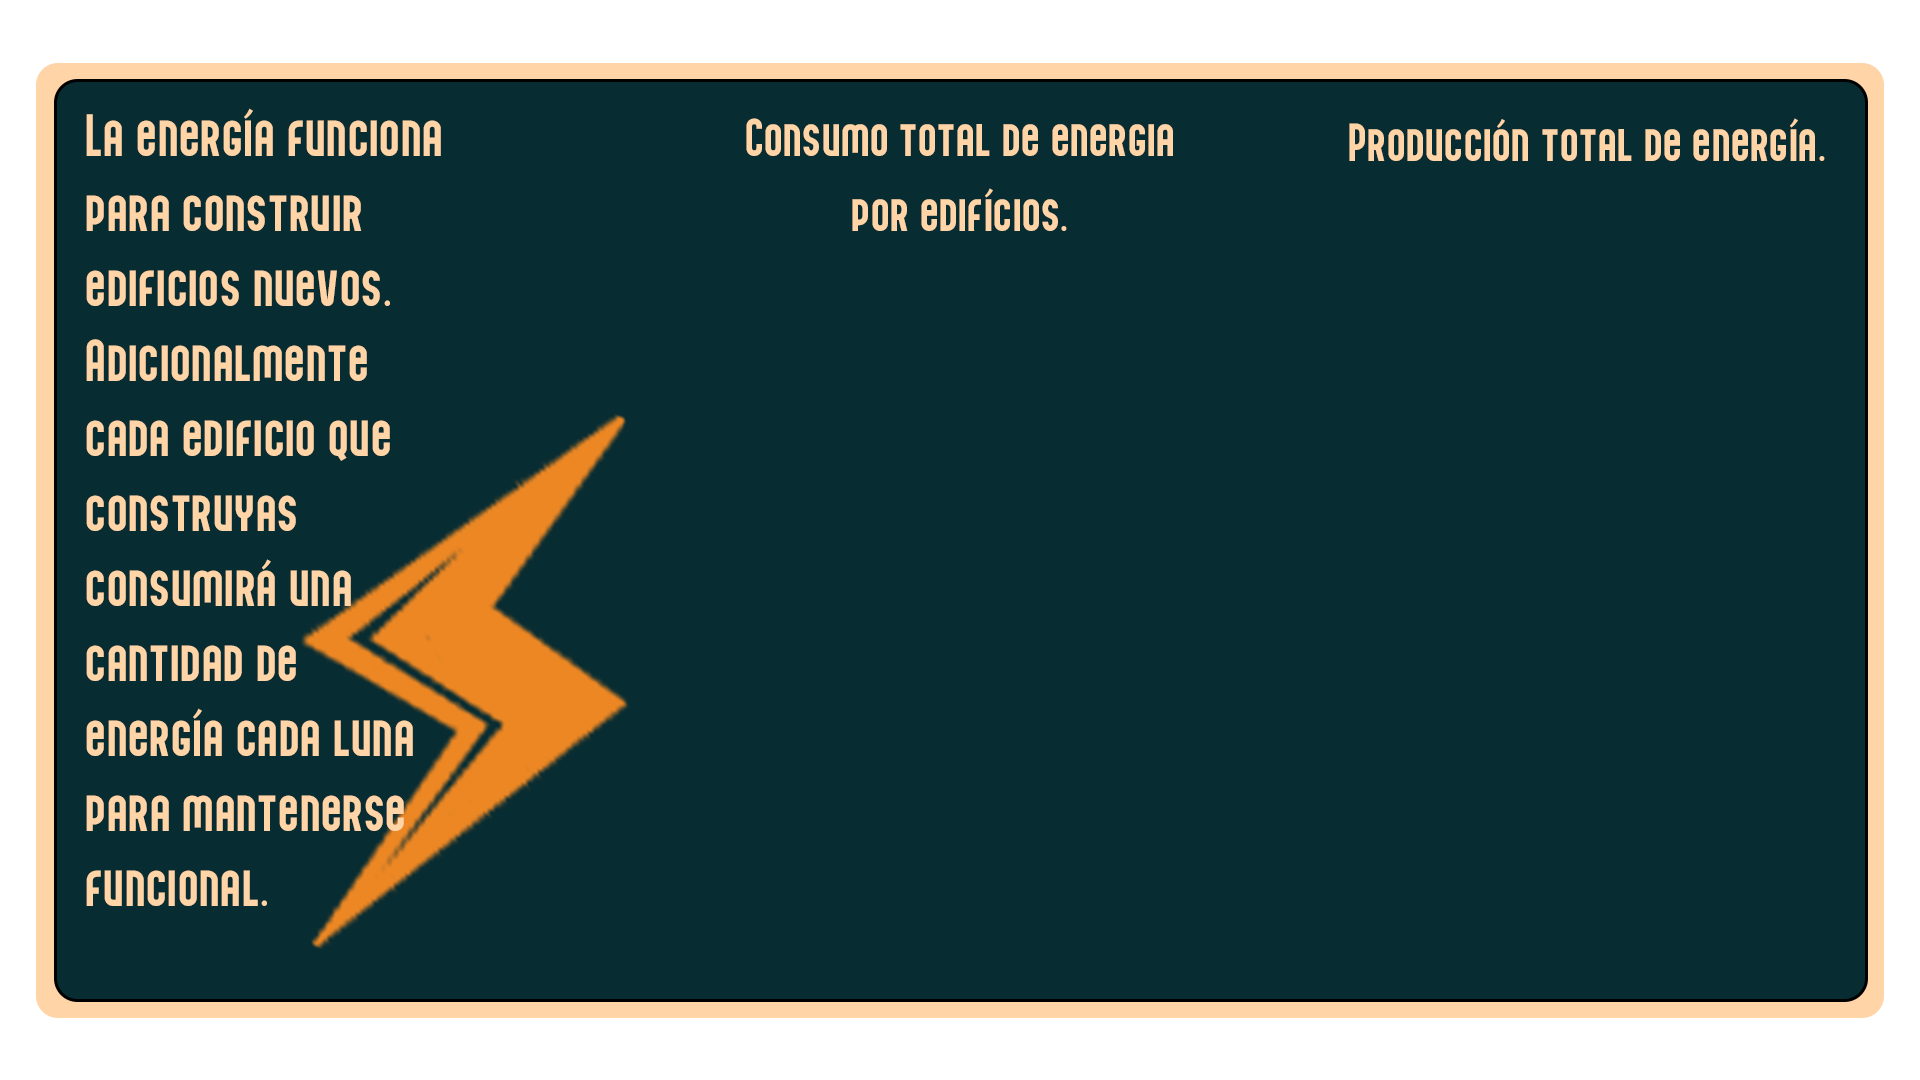 La energía funciona
para construir
edificios nuevos.
Adicionalmente
cada edificio que
construyas
consumirá una
cantidad de
energía cada luna
para mantenerse
funcional.
Consumo total de energia
por edifícios.
Producción total de energía.